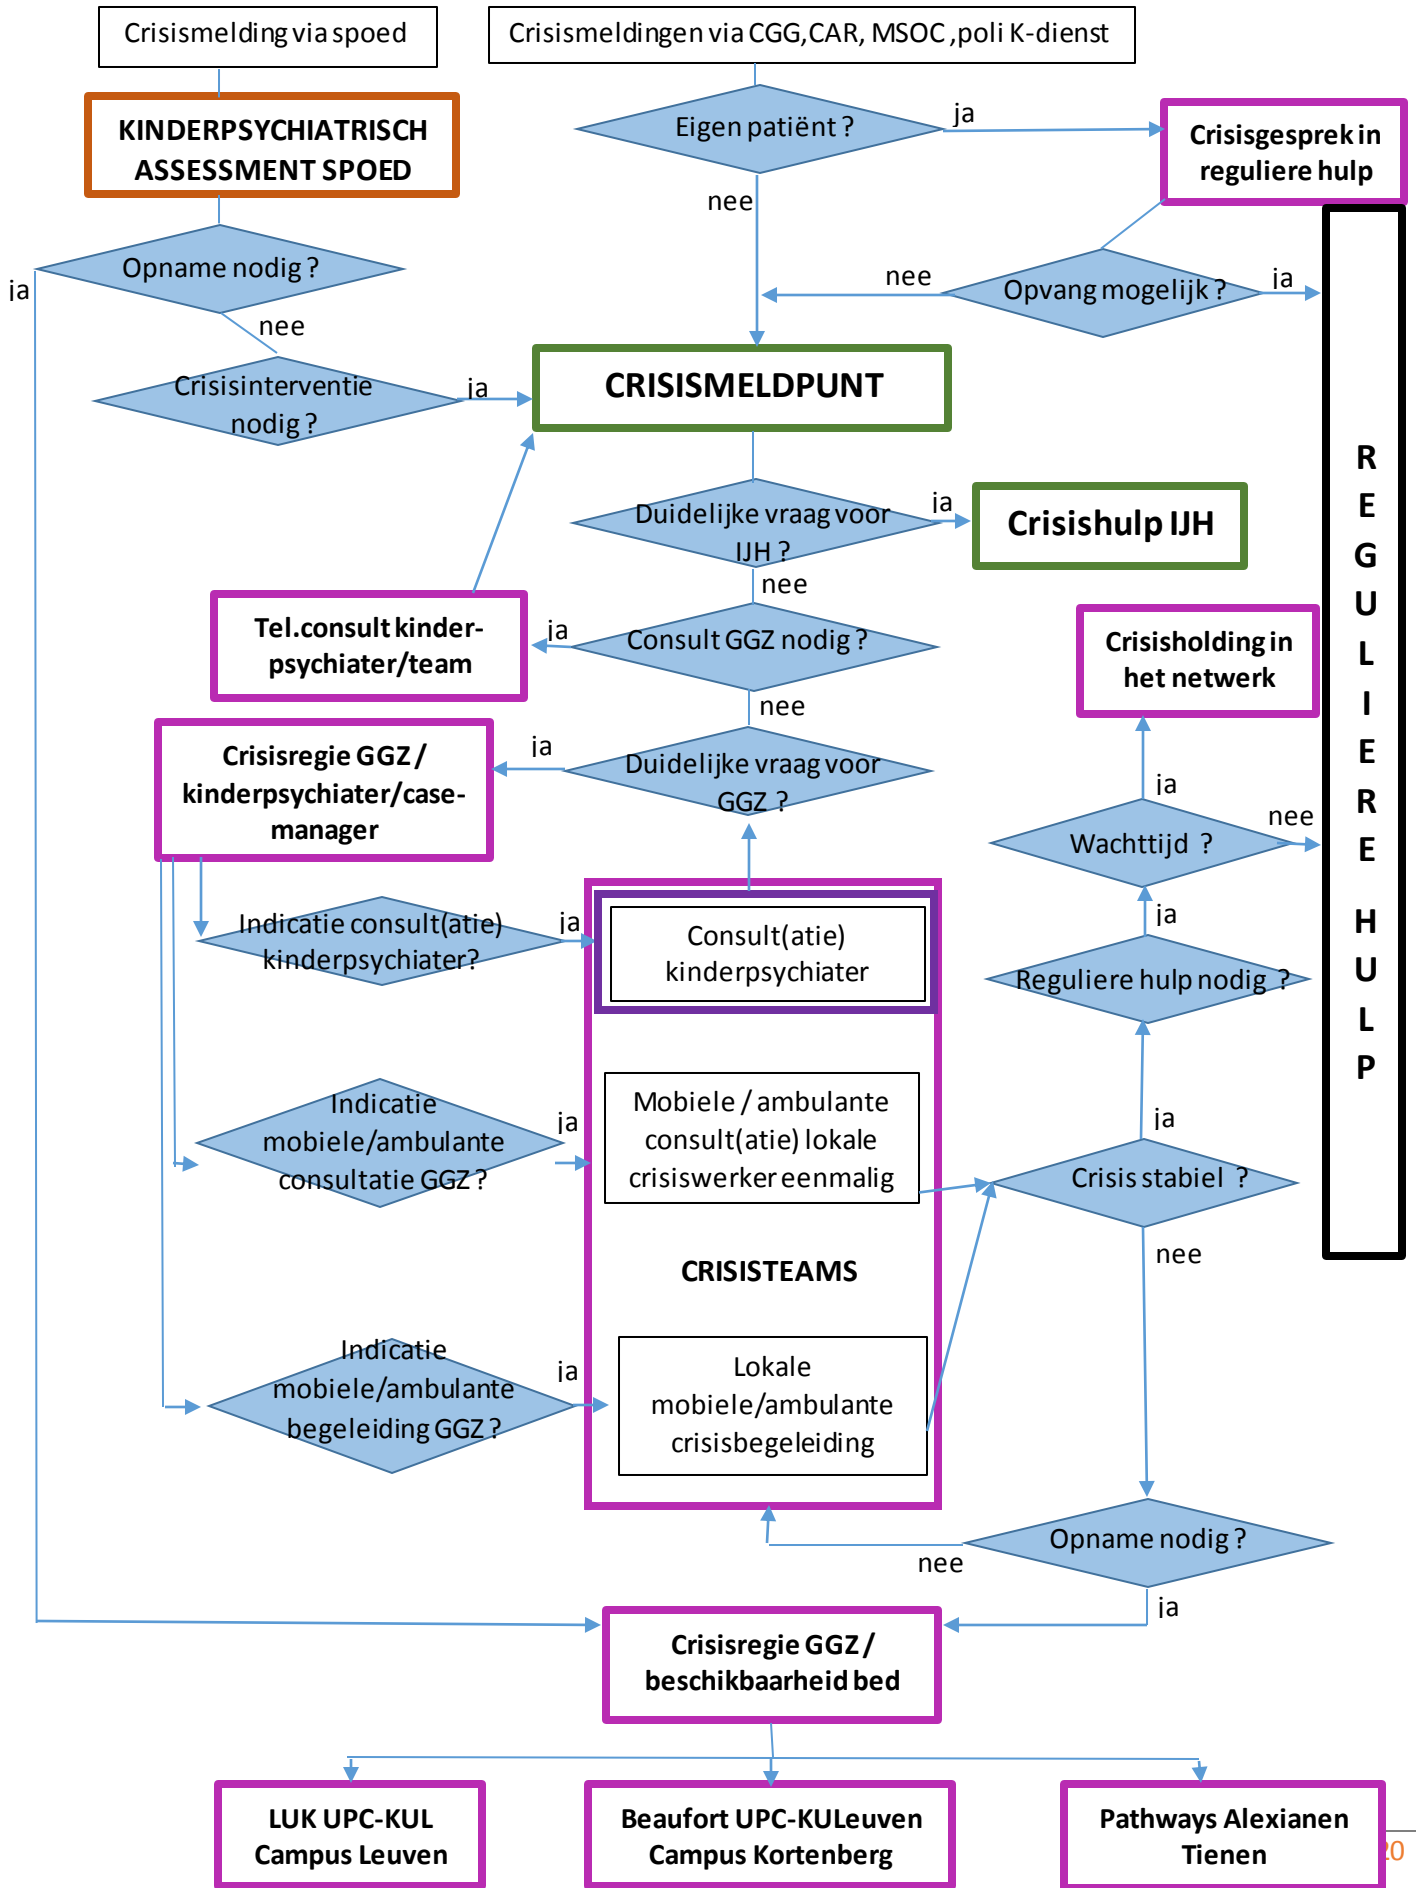 Crisismelding via spoed
Crisismeldingen via CGG,CAR, MSOC ,poli K-dienst
KINDERPSYCHIATRISCH
ASSESSMENT SPOED
Eigen patiënt ?
ja
Crisisgesprek in
reguliere hulp
nee
Opname nodig ?
ja
nee
Opvang mogelijk ?
nee
ja
Crisisinterventie
nodig ?
ja
CRISISMELDPUNT
REGULIERE HULP
Duidelijke vraag voor
IJH ?
ja
Crisishulp IJH
nee
Tel.consult kinder-
psychiater/team
ja
Consult GGZ nodig ?
nee
Crisisholding in
het netwerk
Crisisregie GGZ /
kinderpsychiater/case-
manager
ja
Duidelijke vraag voor
GGZ ?
ja
Wachttijd ?
nee
Indicatie consult(atie)
kinderpsychiater?
ja
Consult(atie)
kinderpsychiater
ja
Reguliere hulp nodig ?
Indicatie
mobiele/ambulante
consultatie GGZ ?
ja
Mobiele / ambulante
consult(atie) lokale
crisiswerker eenmalig
ja
Crisis stabiel ?
nee
CRISISTEAMS
Indicatie
mobiele/ambulante
begeleiding GGZ ?
ja
Lokale
mobiele/ambulante
crisisbegeleiding
Opname nodig ?
nee
ja
Crisisregie GGZ /
beschikbaarheid bed
LUK UPC-KUL
Campus Leuven
Beaufort UPC-KULeuven
Campus Kortenberg
Pathways Alexianen
Tienen
20